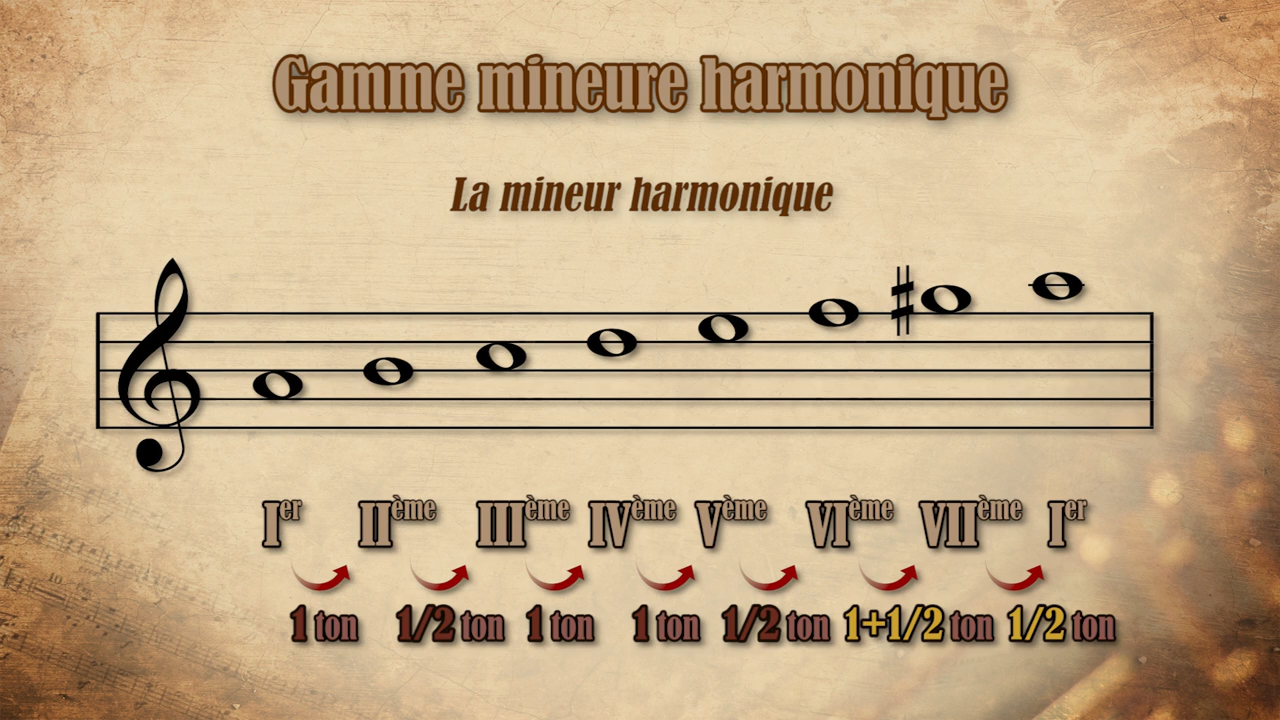 Gamme mineure harmonique
La mineur harmonique
Ier IIème IIIème IVème Vème VIème VIIème Ier
1 ton 1/2 ton 1 ton 1 ton 1/2 ton 1+1/2 ton 1/2 ton